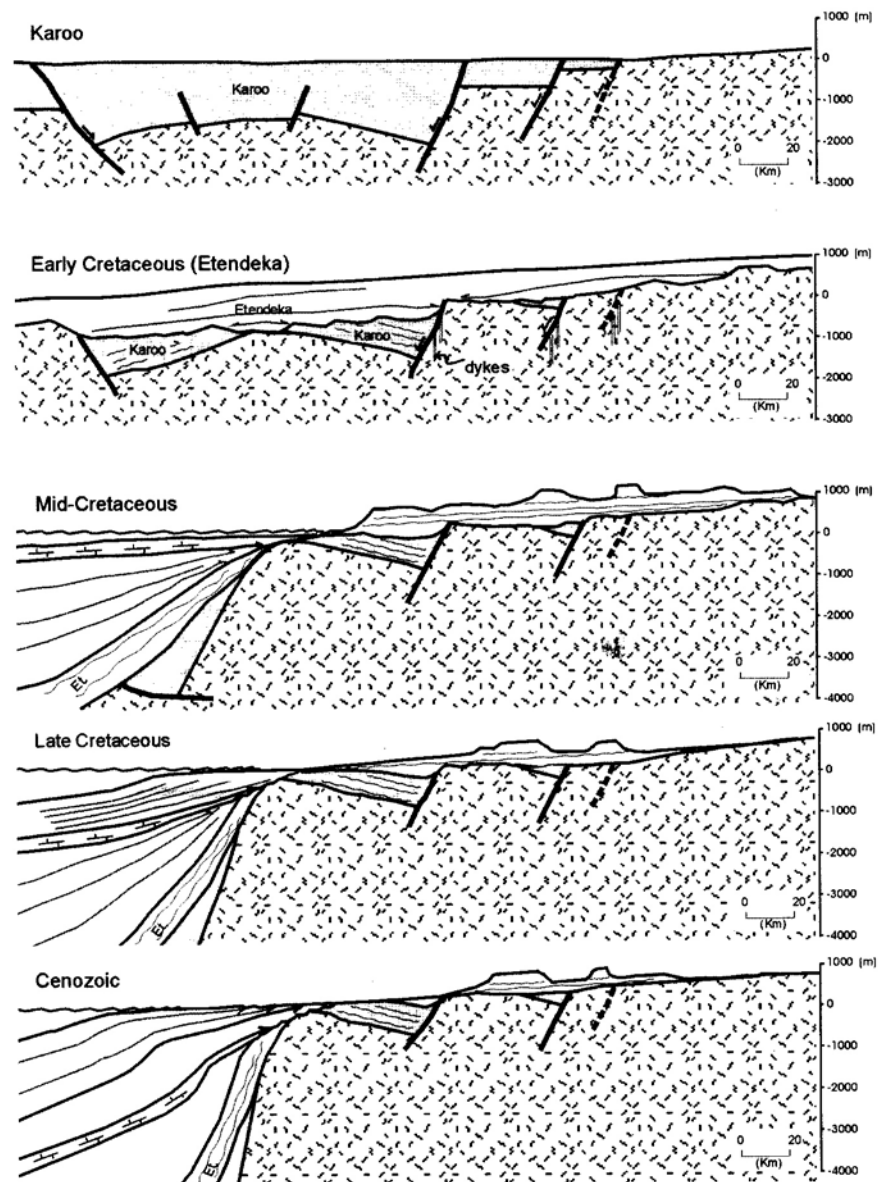 Karoo
Karoo
1000 (m)
0
-1000
-2000
-3000
0 20
(Km)
Early Cretaceous (Etendeka)
Etendeka
Karoo
Karoo
dykes
1000
0
-1000
-2000
-3000
0 20
(Km)
Mid-Cretaceous
Et.
1000 (m)
0
-1000
-2000
-3000
-4000
0 20
(Km)
Late Cretaceous
Et.
1000 (m)
0
-1000
-2000
-3000
-4000
0 20
(Km)
Cenozoic
Et.
1000 (m)
0
-1000
-2000
-3000
-4000
0 20
(Km)